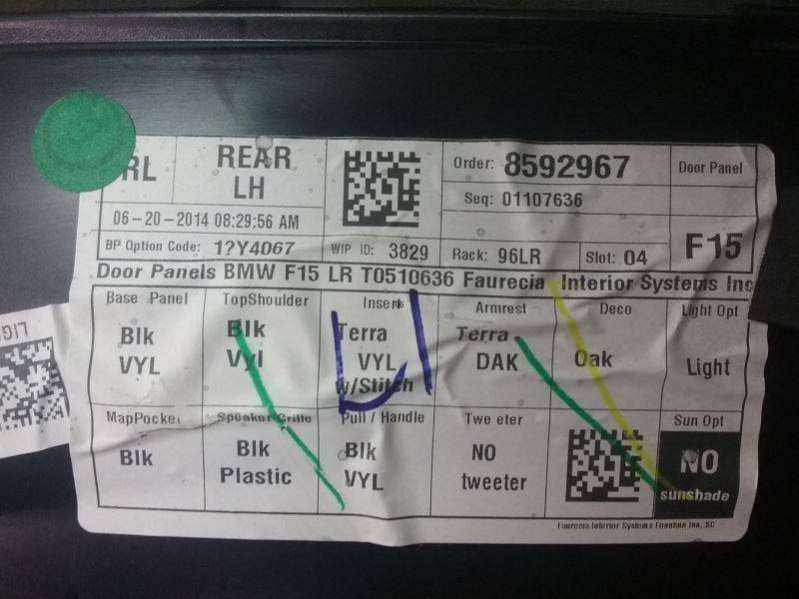 RL
REAR
LH
Order: 8592967
Door Panel
Seq: 01107636
06-20-2014 08:29:56 AM
F15
BP Option Code: 1?Y4067
WIP ID: 3829
Rack: 96LR
Slot: 04
Door Panels BMW F15 LR T0510636 Faurecia Interior Systems Inc
Base Panel
Blk
VYL
TopShoulder
Blk
Vyl
Insert
Terra
VYL
w/Stitch
Armrest
Terra
DAK
Deco
Oak
Light Opt
Light
MapPocket
Blk
Speaker Grille
Blk
Plastic
Pull / Handle
Blk
VYL
Twe eter
NO
tweeter
Sun Opt
NO
sunshade
Faurecia Interior Systems Fountain Inn, SC